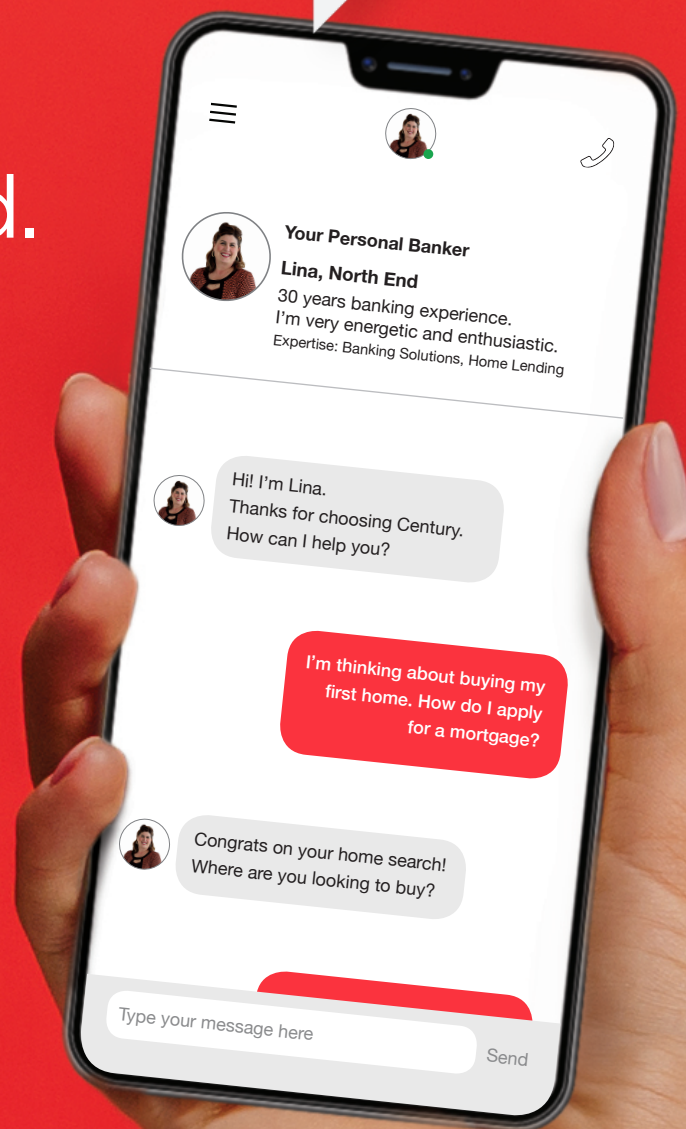 d.
Your Personal Banker
Lina, North End
30 years banking experience.
I'm very energetic and enthusiastic.
Expertise: Banking Solutions, Home Lending
Hi! I'm Lina.
Thanks for choosing Century.
How can I help you?
I'm thinking about buying my
first home. How do I apply
for a mortgage?
Congrats on your home search!
Where are you looking to buy?
Type your message here
Send